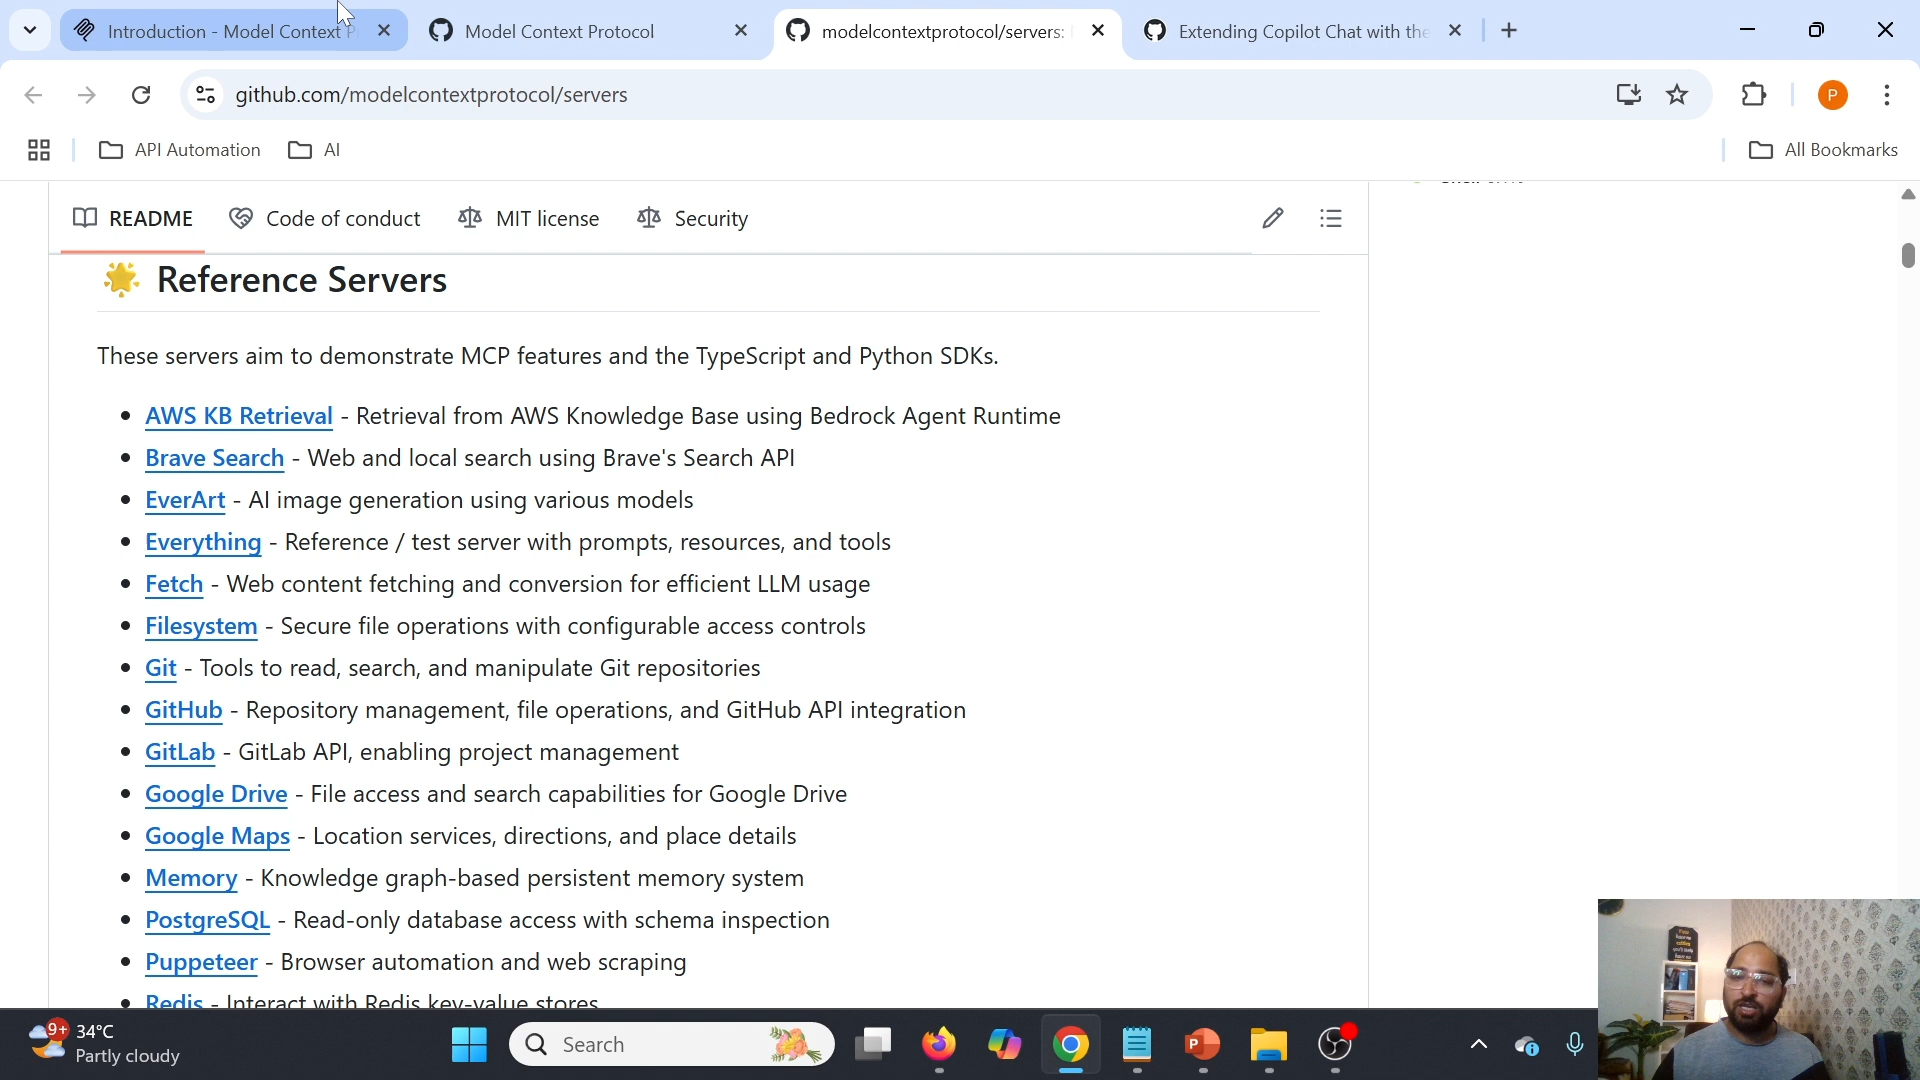 Introduction - Model Context P
Model Context Protocol
modelcontextprotocol/servers:
Extending Copilot Chat with the
github.com/modelcontextprotocol/servers
P
API Automation
AI
All Bookmarks
README
Code of conduct
MIT license
Security
Reference Servers
These servers aim to demonstrate MCP features and the TypeScript and Python SDKs.
AWS KB Retrieval - Retrieval from AWS Knowledge Base using Bedrock Agent Runtime
Brave Search - Web and local search using Brave's Search API
EverArt - AI image generation using various models
Everything - Reference / test server with prompts, resources, and tools
Fetch - Web content fetching and conversion for efficient LLM usage
Filesystem - Secure file operations with configurable access controls
Git - Tools to read, search, and manipulate Git repositories
GitHub - Repository management, file operations, and GitHub API integration
GitLab - GitLab API, enabling project management
Google Drive - File access and search capabilities for Google Drive
Google Maps - Location services, directions, and place details
Memory - Knowledge graph-based persistent memory system
PostgreSQL - Read-only database access with schema inspection
Puppeteer - Browser automation and web scraping
Redis - Interact with Redis key-value stores
9+
34°C
Partly cloudy
Search
P